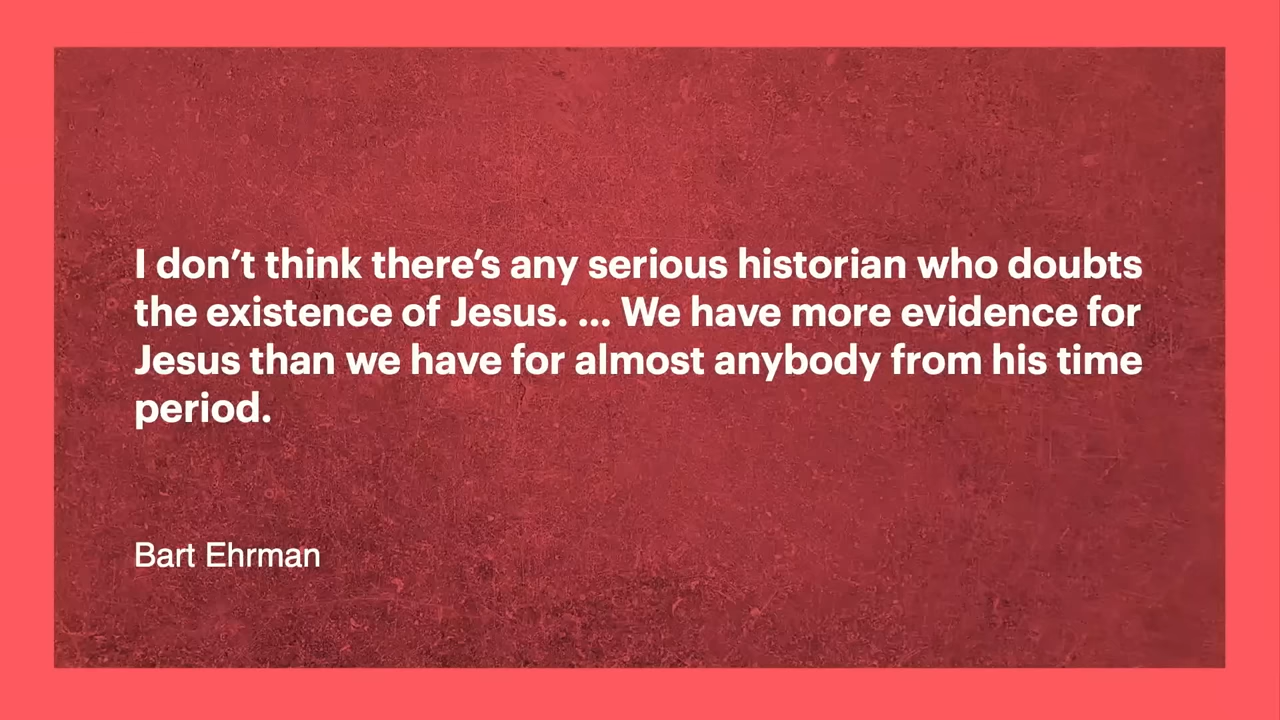 I don’t think there’s any serious historian who doubts
the existence of Jesus. ... We have more evidence for
Jesus than we have for almost anybody from his time
period.
Bart Ehrman